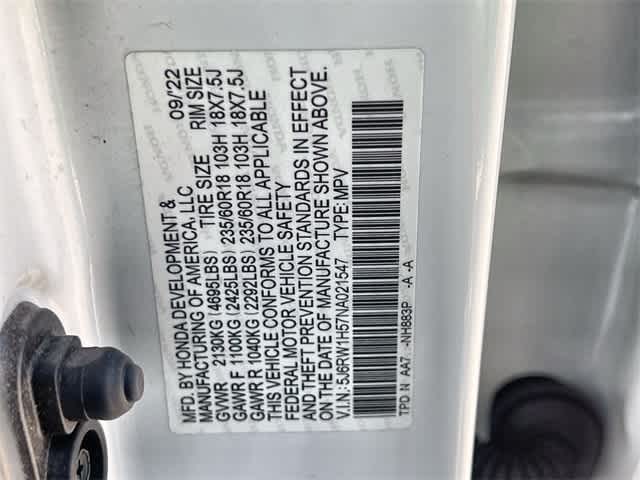 MFD. BY HONDA DEVELOPMENT & 09/'22
MANUFACTURING OF AMERICA, LLC
TIRE SIZE RIM SIZE
GVWR 2130KG (4695LBS)
GAWR F 1100KG (2425LBS) 235/60R18 103H 18X7.5J
GAWR R 1040KG (2292LBS) 235/60R18 103H 18X7.5J
THIS VEHICLE CONFORMS TO ALL APPLICABLE
FEDERAL MOTOR VEHICLE SAFETY
AND THEFT PREVENTION STANDARDS IN EFFECT
ON THE DATE OF MANUFACTURE SHOWN ABOVE.
V.I.N.: 5J6RW1H57NA021547 TYPE: MPV
TPD N AA7 -NH883P -A -A